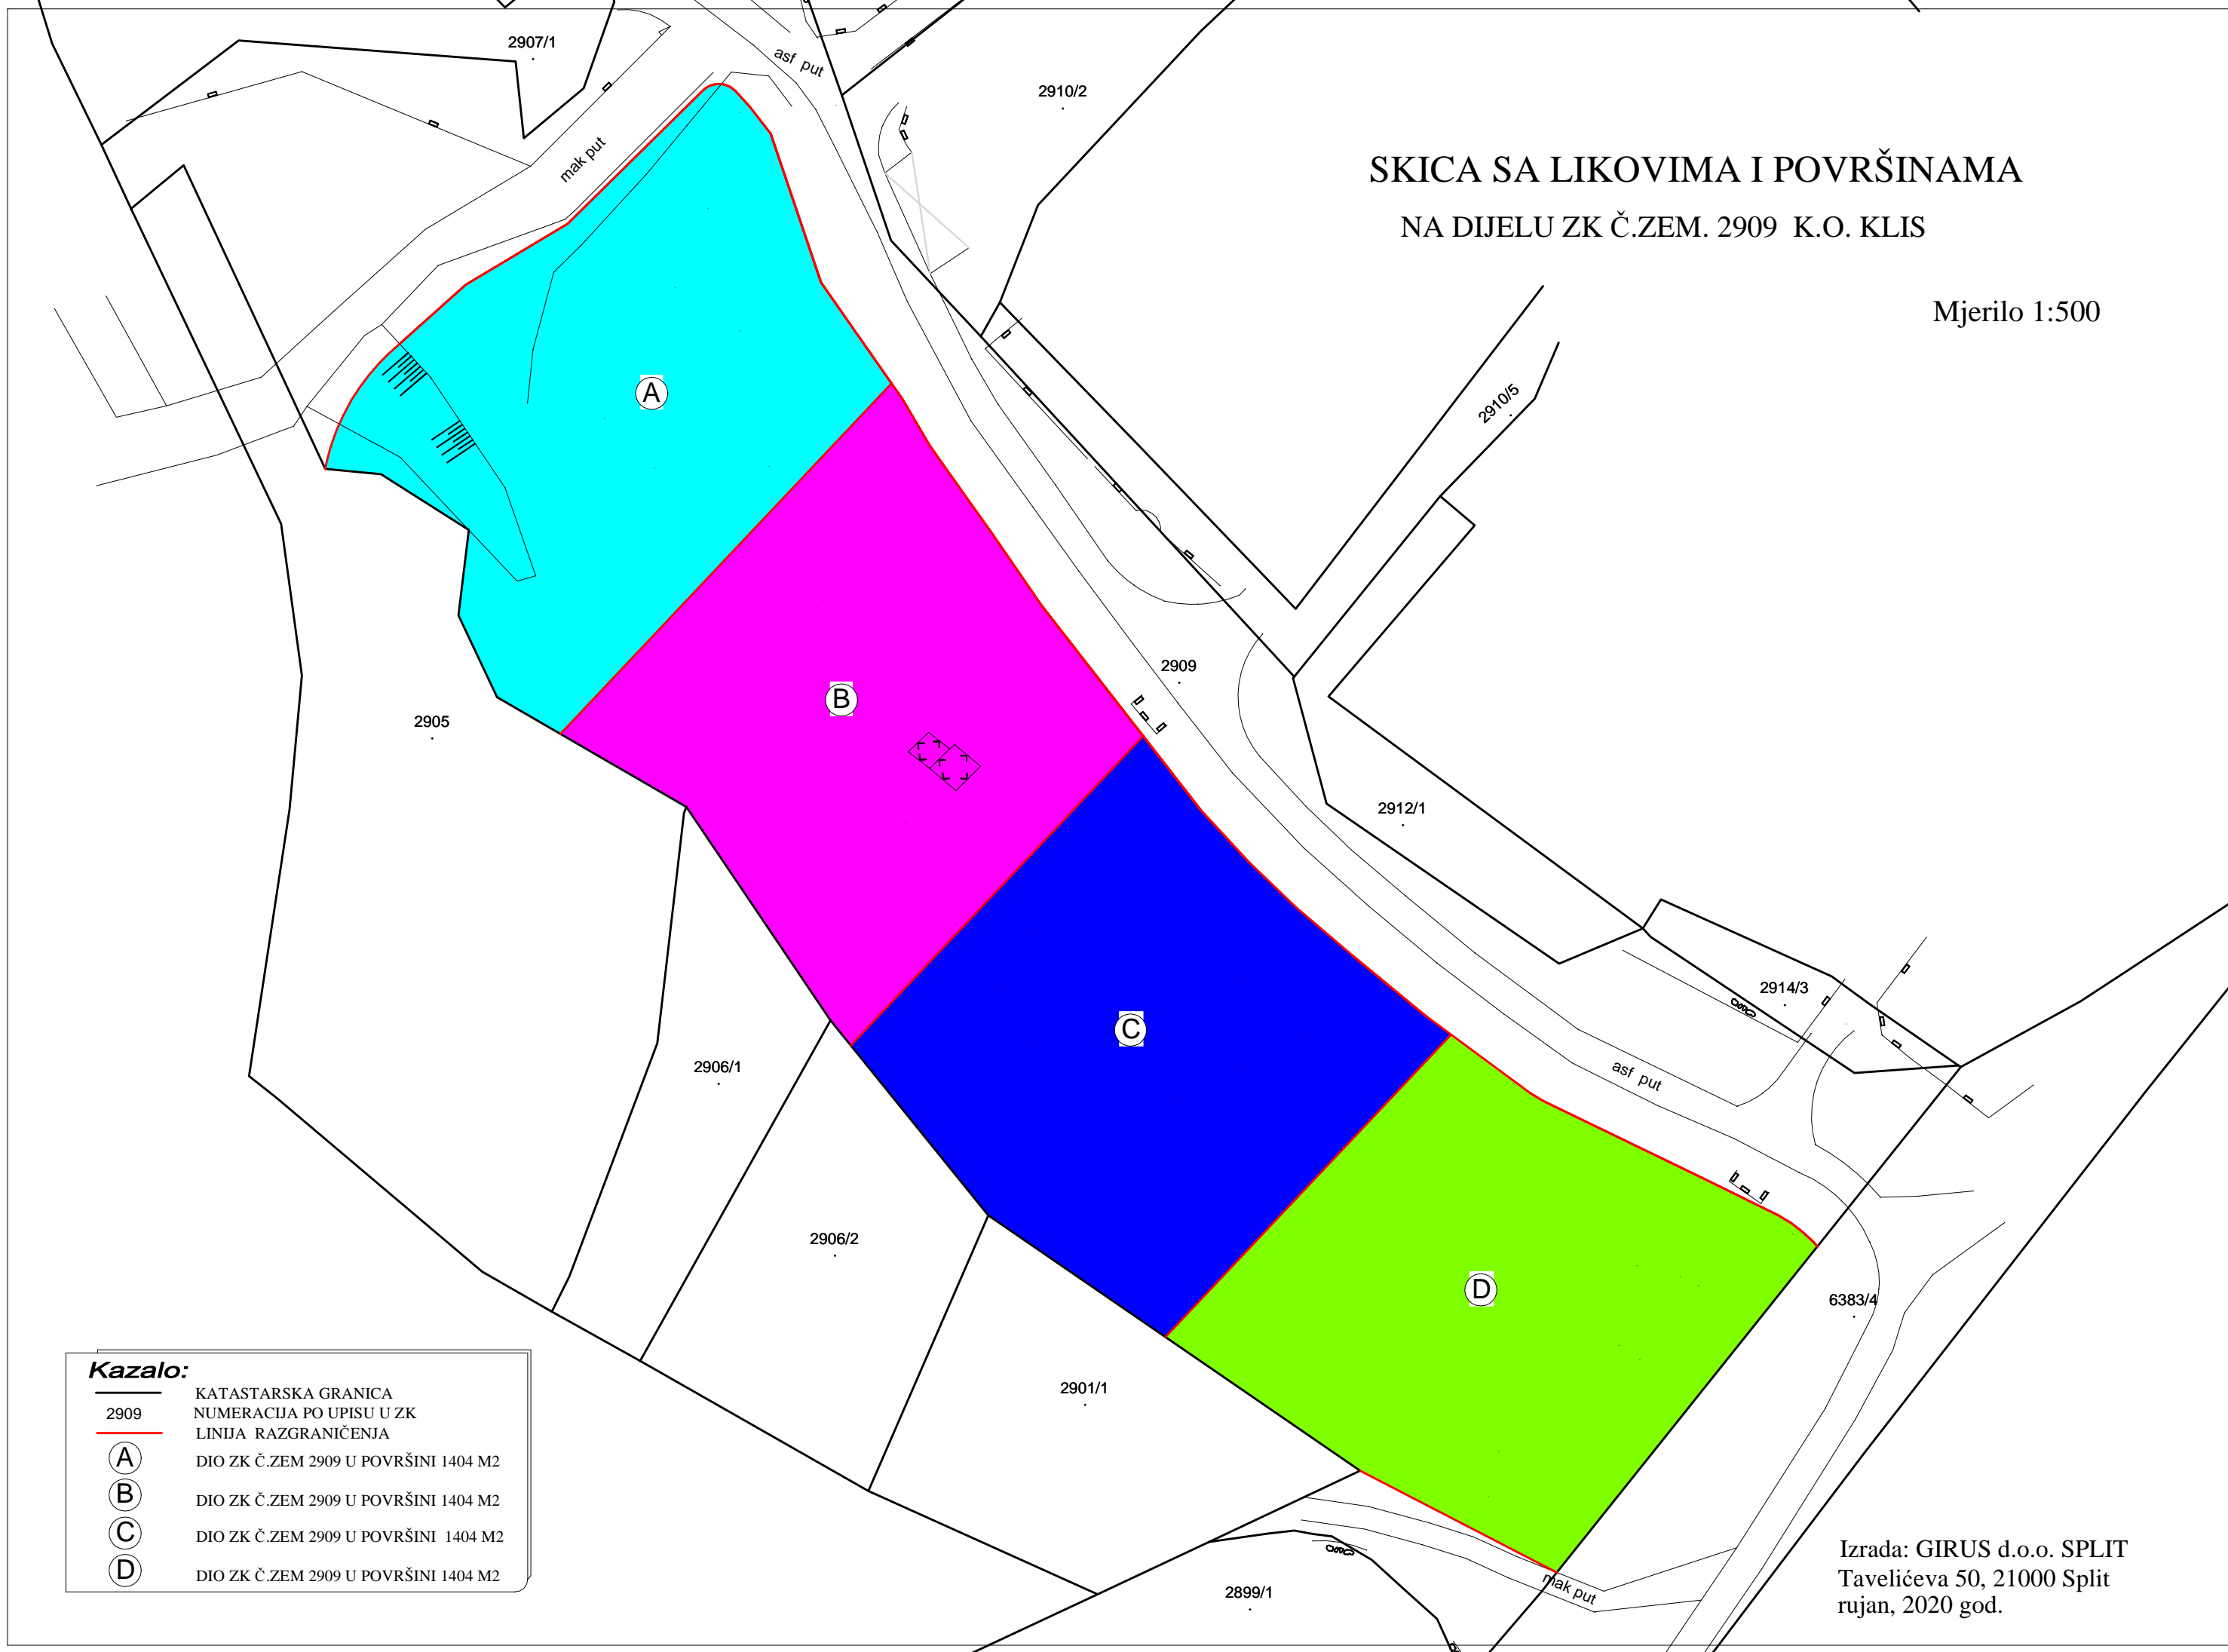 2907/1
asf put
2910/2
mak put
SKICA SA LIKOVIMA I POVRŠINAMA
NA DIJELU ZK Č.ZEM. 2909 K.O. KLIS
Mjerilo 1:500
A
2910/5
2909
B
2905
2912/1
2914/3
C
2906/1
asf put
2906/2
D
6383/4
2901/1
mak put
2899/1
Kazalo:
KATASTARSKA GRANICA
2909 NUMERACIJA PO UPISU U ZK
LINIJA RAZGRANIČENJA
A DIO ZK Č.ZEM 2909 U POVRŠINI 1404 M2
B DIO ZK Č.ZEM 2909 U POVRŠINI 1404 M2
C DIO ZK Č.ZEM 2909 U POVRŠINI 1404 M2
D DIO ZK Č.ZEM 2909 U POVRŠINI 1404 M2
Izrada: GIRUS d.o.o. SPLIT
Tavelićeva 50, 21000 Split
rujan, 2020 god.